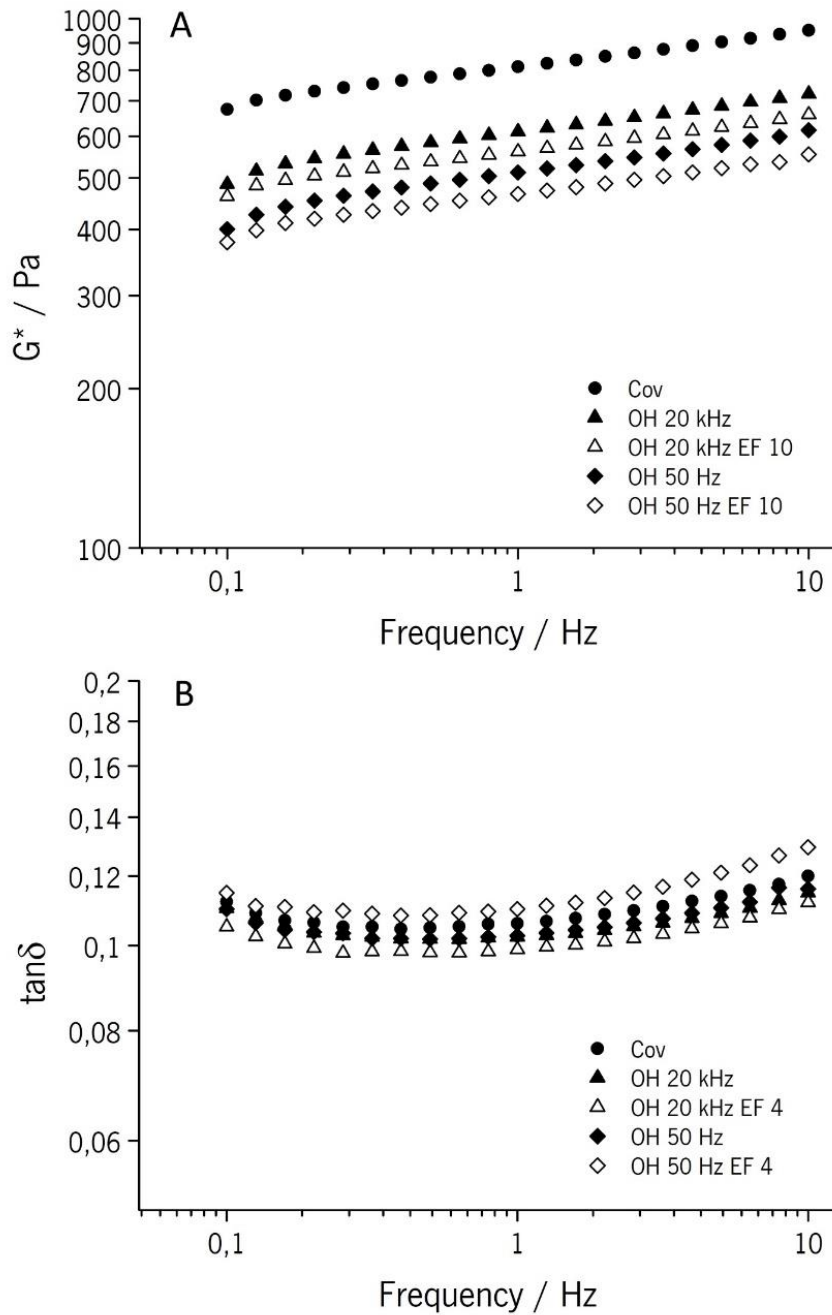 A
1000
900
800
700
600
500
400
300
200
100
G* / Pa
Cov
OH 20 kHz
OH 20 kHz EF 10
OH 50 Hz
OH 50 Hz EF 10
0,1
1
10
Frequency / Hz
B
0,2
0,18
0,16
0,14
0,12
0,1
0,08
0,06
tanδ
Cov
OH 20 kHz
OH 20 kHz EF 4
OH 50 Hz
OH 50 Hz EF 4
0,1
1
10
Frequency / Hz